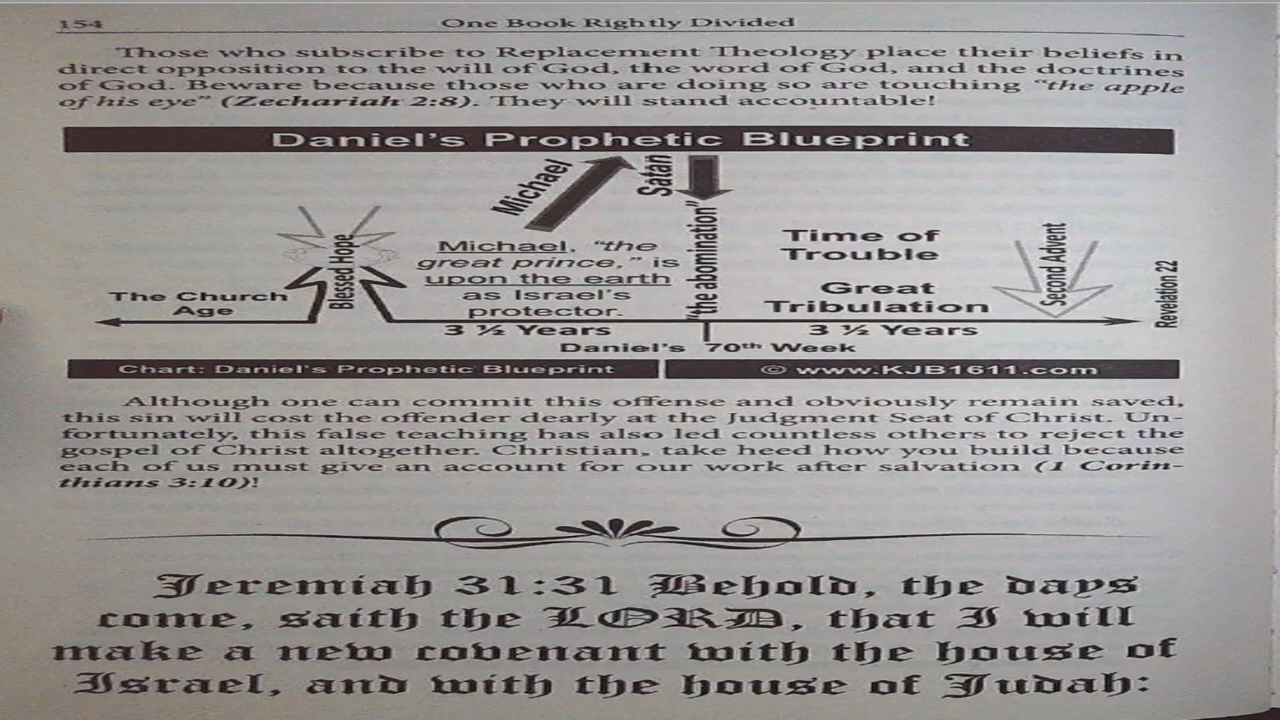 154
One Book Rightly Divided
Those who subscribe to Replacement Theology place their beliefs in
direct opposition to the will of God, the word of God, and the doctrines
of God. Beware because those who are doing so are touching “the apple
of his eye” (Zechariah 2:8). They will stand accountable!
Daniel’s Prophetic Blueprint
Michael
Satan
Blessed Hope
Michael, “the
great prince,” is
upon the earth
as Israel’s
protector.
“the abomination”
Time of
Trouble
Great
Tribulation
Second Advent
Revelation 22
The Church
Age
3 ½ Years
3 ½ Years
Daniel’s 70th Week
Chart: Daniel’s Prophetic Blueprint
© www.KJB1611.com
Although one can commit this offense and obviously remain saved,
this sin will cost the offender dearly at the Judgment Seat of Christ. Un-
fortunately, this false teaching has also led countless others to reject the
gospel of Christ altogether. Christian, take heed how you build because
each of us must give an account for our work after salvation (1 Corin-
thians 3:10)!
Jeremiah 31:31 Behold, the days
come, saith the LORD, that I will
make a new covenant with the house of
Israel, and with the house of Judah: